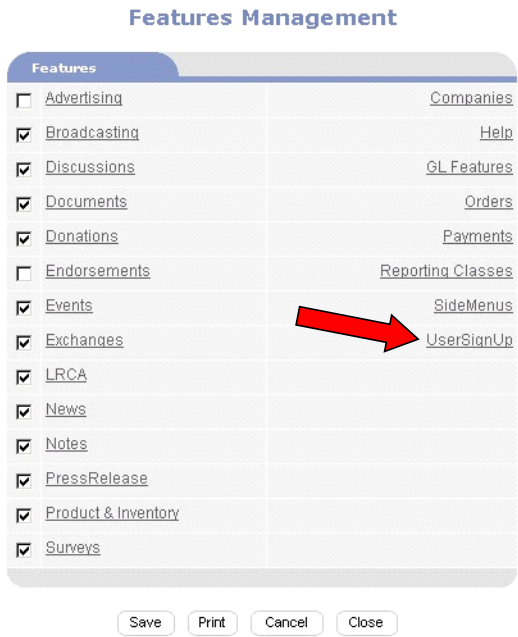 Features Management
Features
Advertising Companies
Broadcasting Help
Discussions GL Features
Documents Orders
Donations Payments
Endorsements Reporting Classes
Events SideMenus
Exchanges UserSignUp
LRCA
News
Notes
PressRelease
Product & Inventory
Surveys
Save Print Cancel Close